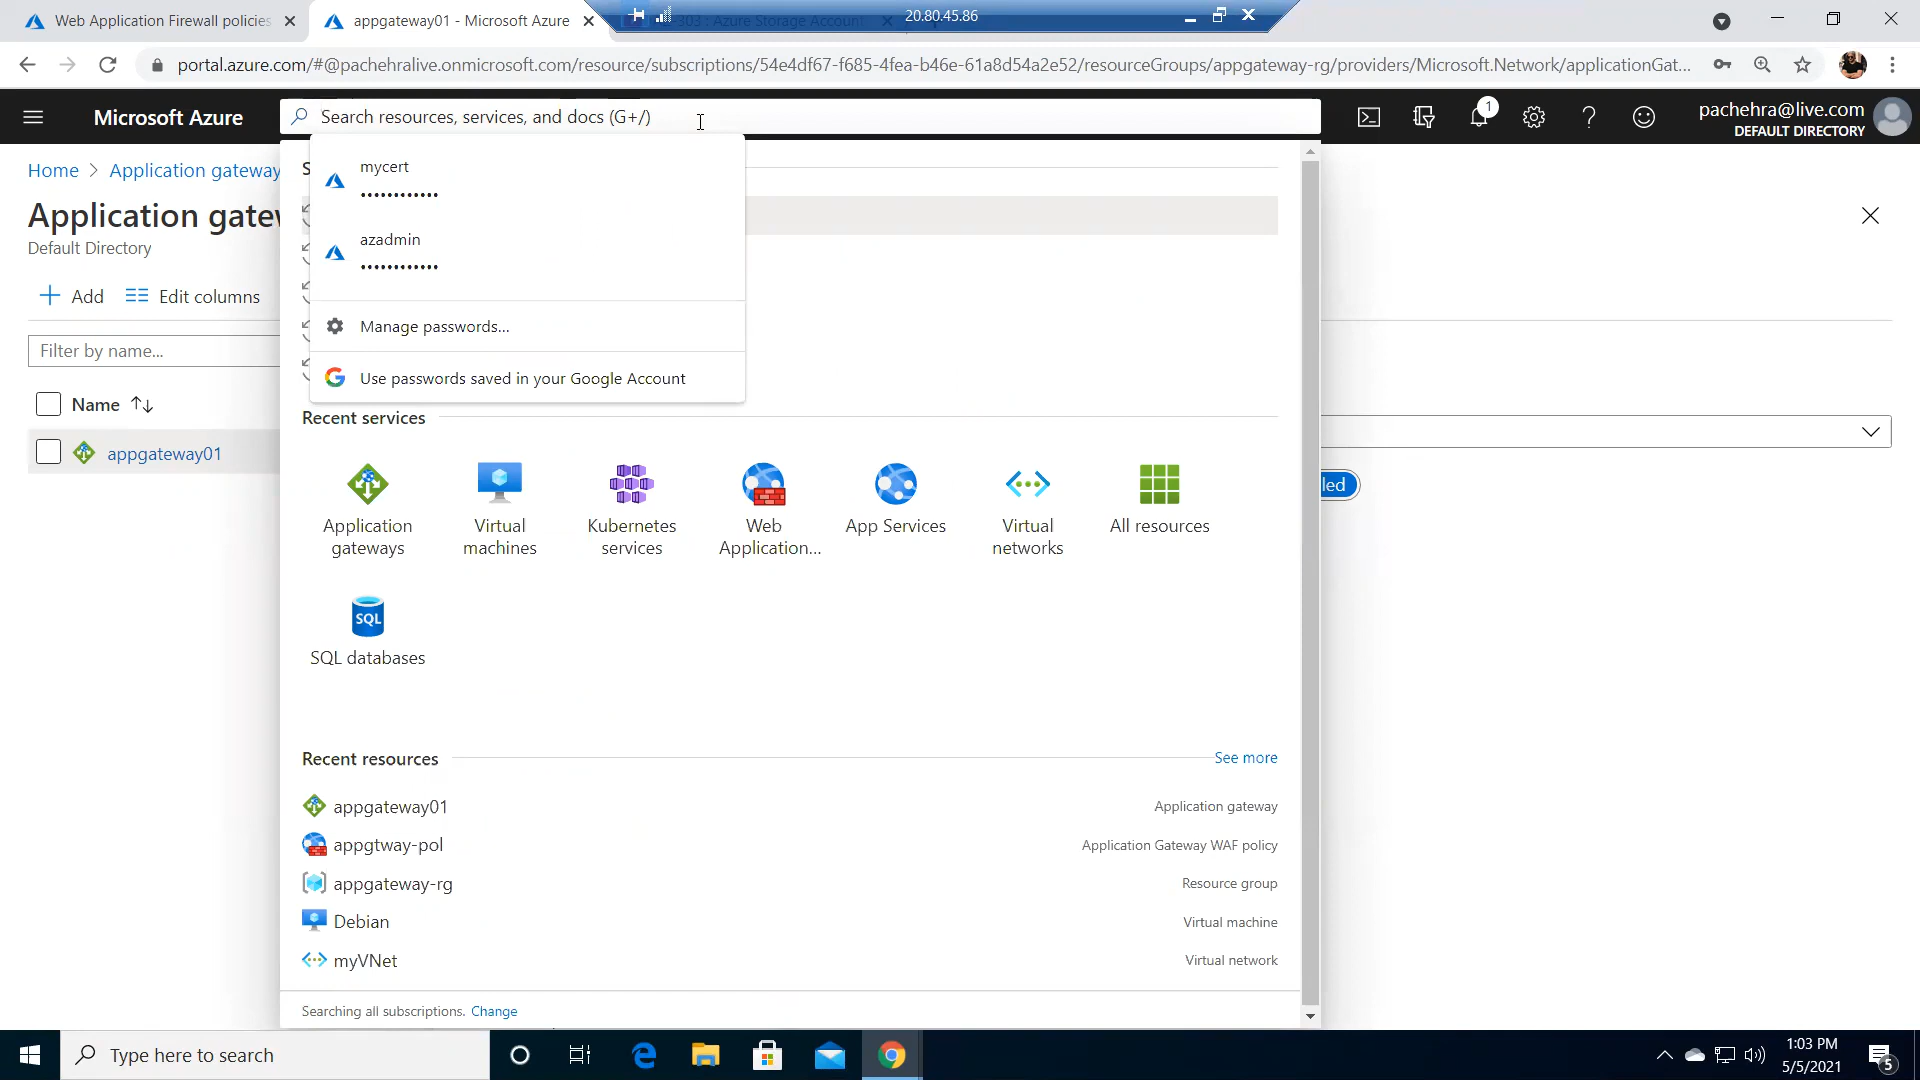 Web Application Firewall policies
appgateway01 - Microsoft Azure
20.80.45.86
portal.azure.com/#@pachehralive.onmicrosoft.com/resource/subscriptions/54e4df67-f685-4fea-b46e-61a8d54a2e52/resourceGroups/appgateway-rg/providers/Microsoft.Network/applicationGat...
Microsoft Azure
Search resources, services, and docs (G+/)
1
pachehra@live.com
DEFAULT DIRECTORY
Home > Application gateway
Application gatew
Default Directory
Add
Edit columns
Filter by name...
Name
appgateway01
S
mycert
••••••••••••
azadmin
••••••••••••
Manage passwords...
Use passwords saved in your Google Account
led
Recent services
Application gateways
Virtual machines
Kubernetes services
Web Application...
App Services
Virtual networks
All resources
SQL
SQL databases
Recent resources
See more
appgateway01
Application gateway
appgtway-pol
Application Gateway WAF policy
appgateway-rg
Resource group
Debian
Virtual machine
myVNet
Virtual network
Searching all subscriptions. Change
Type here to search
1:03 PM
5/5/2021
5